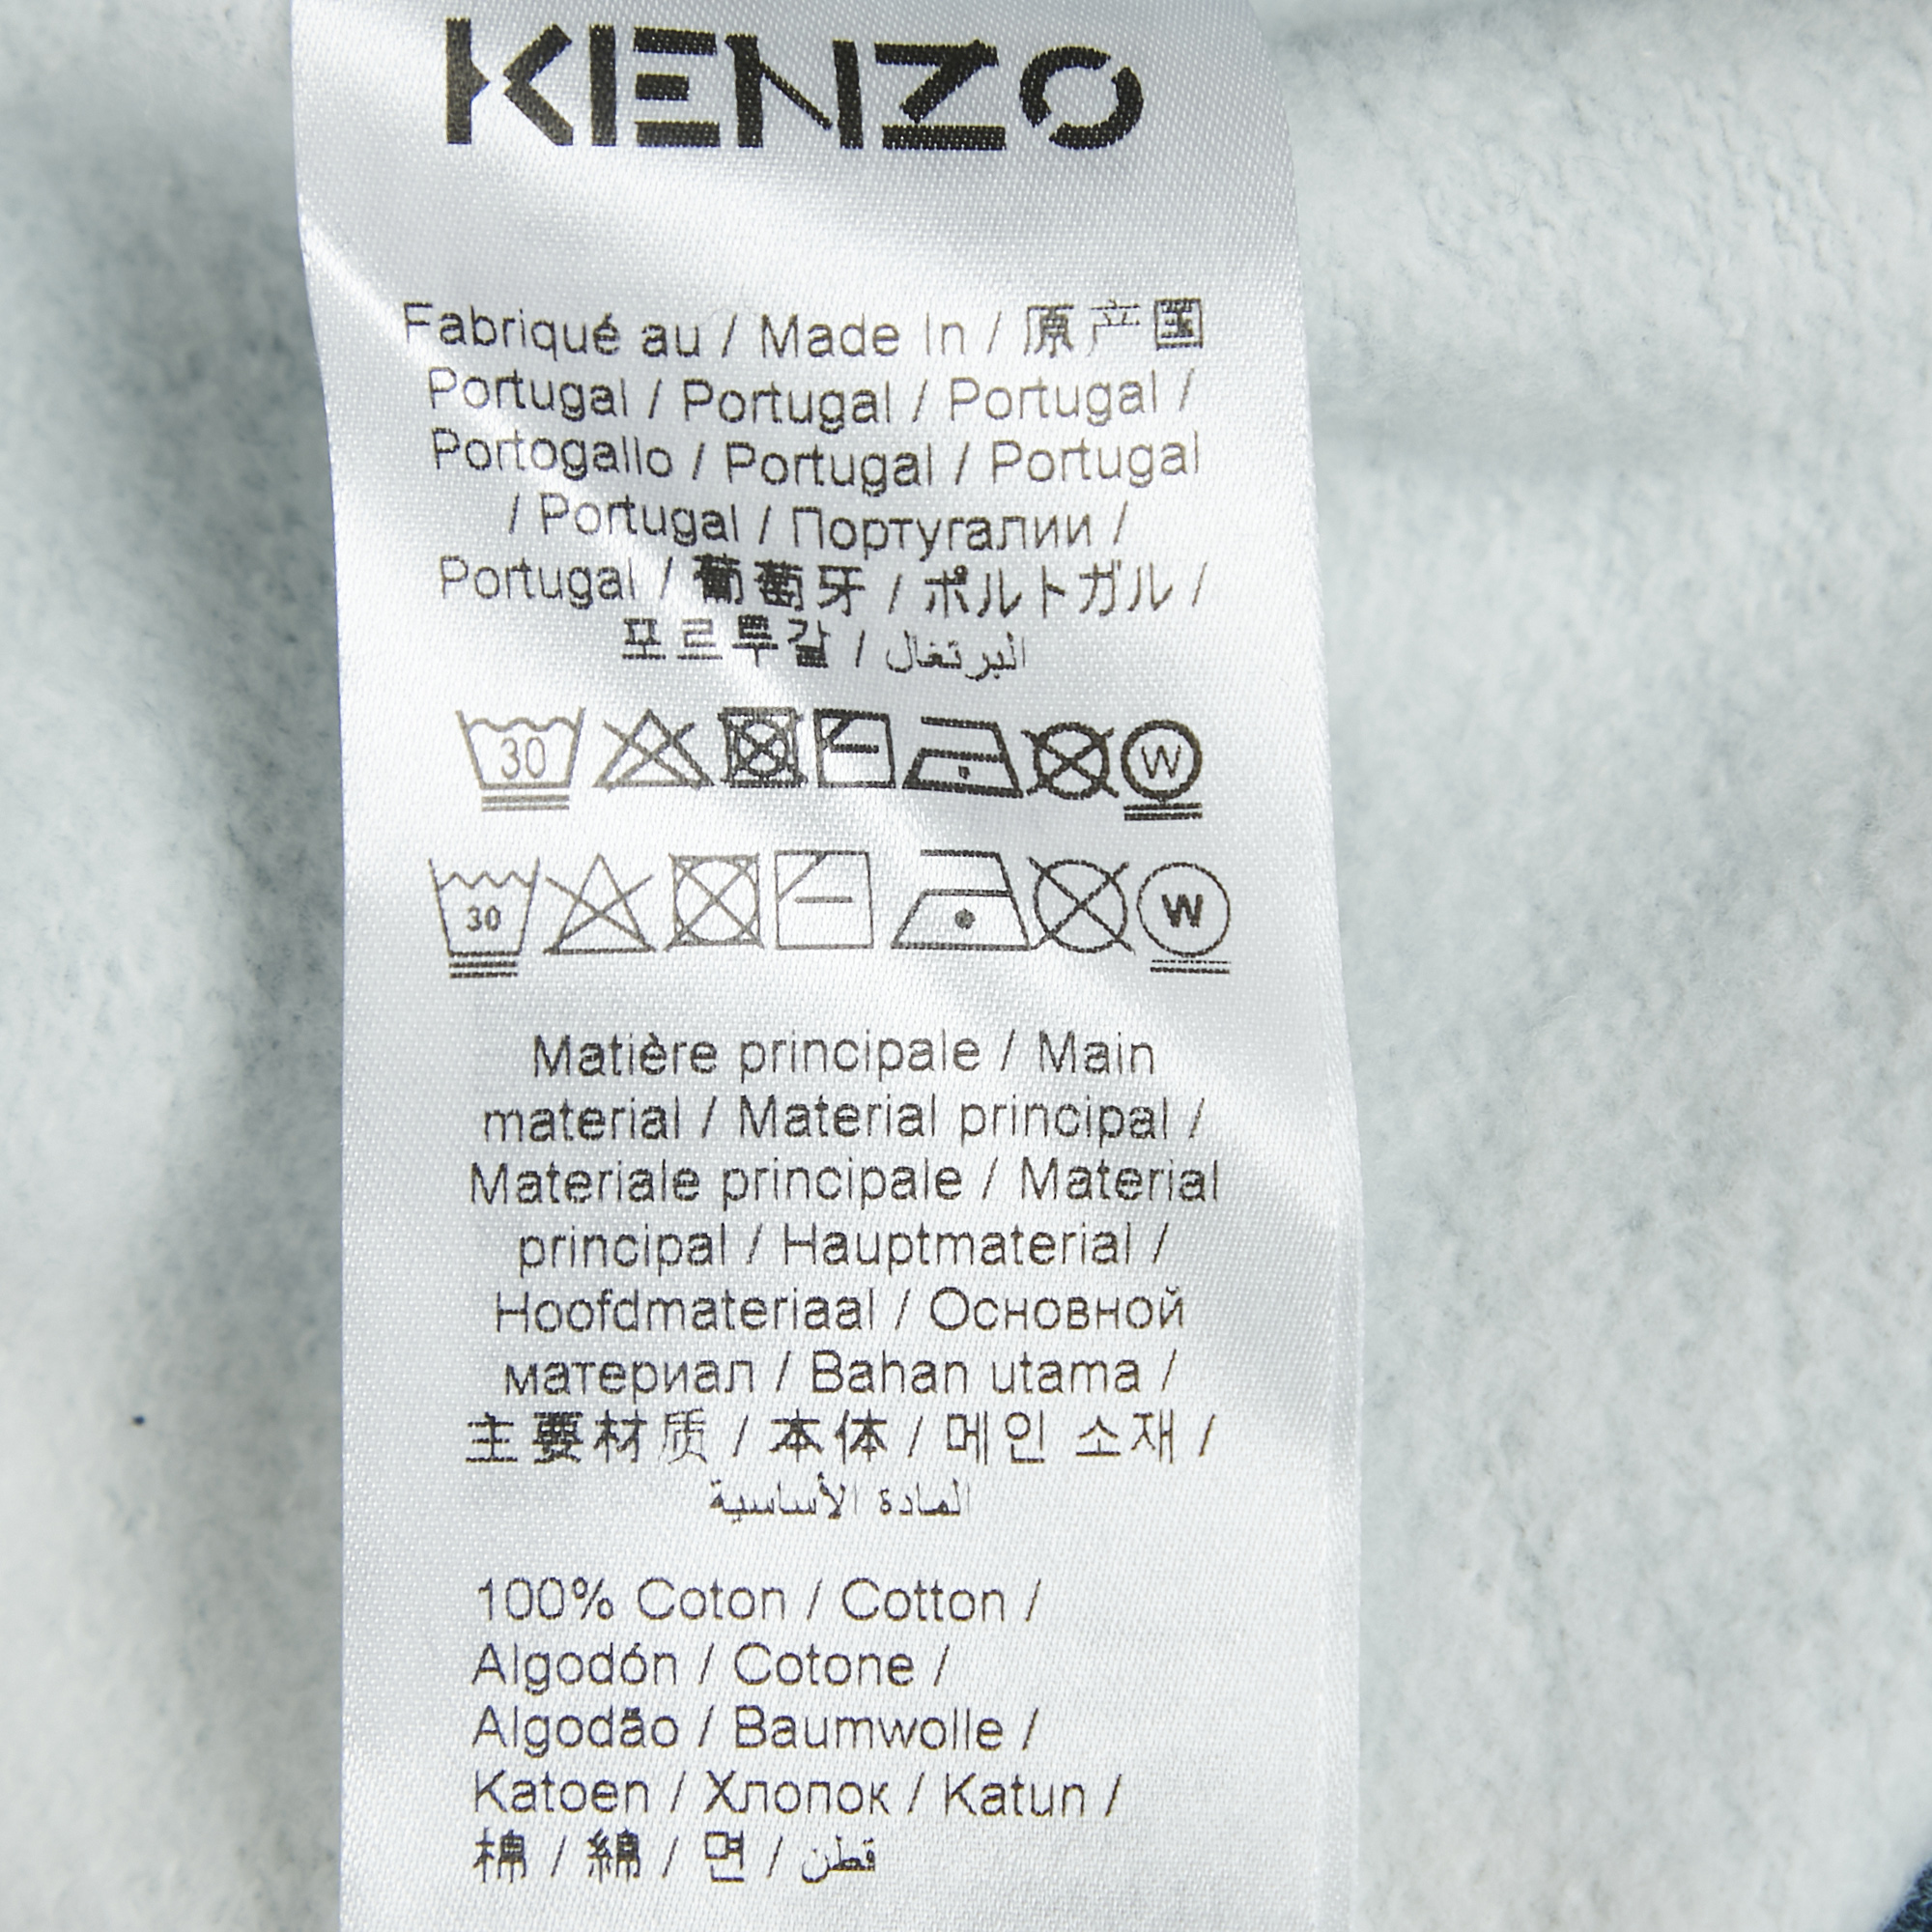 KENZO
Fabriqué au / Made In / 原产国
Portugal / Portugal / Portugal /
Portogallo / Portugal / Portugal
/ Portugal / Португалии /
Portugal / 葡萄牙 / ポルトガル /
포르투갈 / البرتغال
30 W
30 W
Matière principale / Main
material / Material principal /
Materiale principale / Material
principal / Hauptmaterial /
Hoofdmateriaal / Основной
материал / Bahan utama /
主要材质 / 本体 / 메인 소재 /
المادة الأساسية
100% Coton / Cotton /
Algodón / Cotone /
Algodão / Baumwolle /
Katoen / Хлопок / Katun /
棉 / 綿 / 면 / قطن